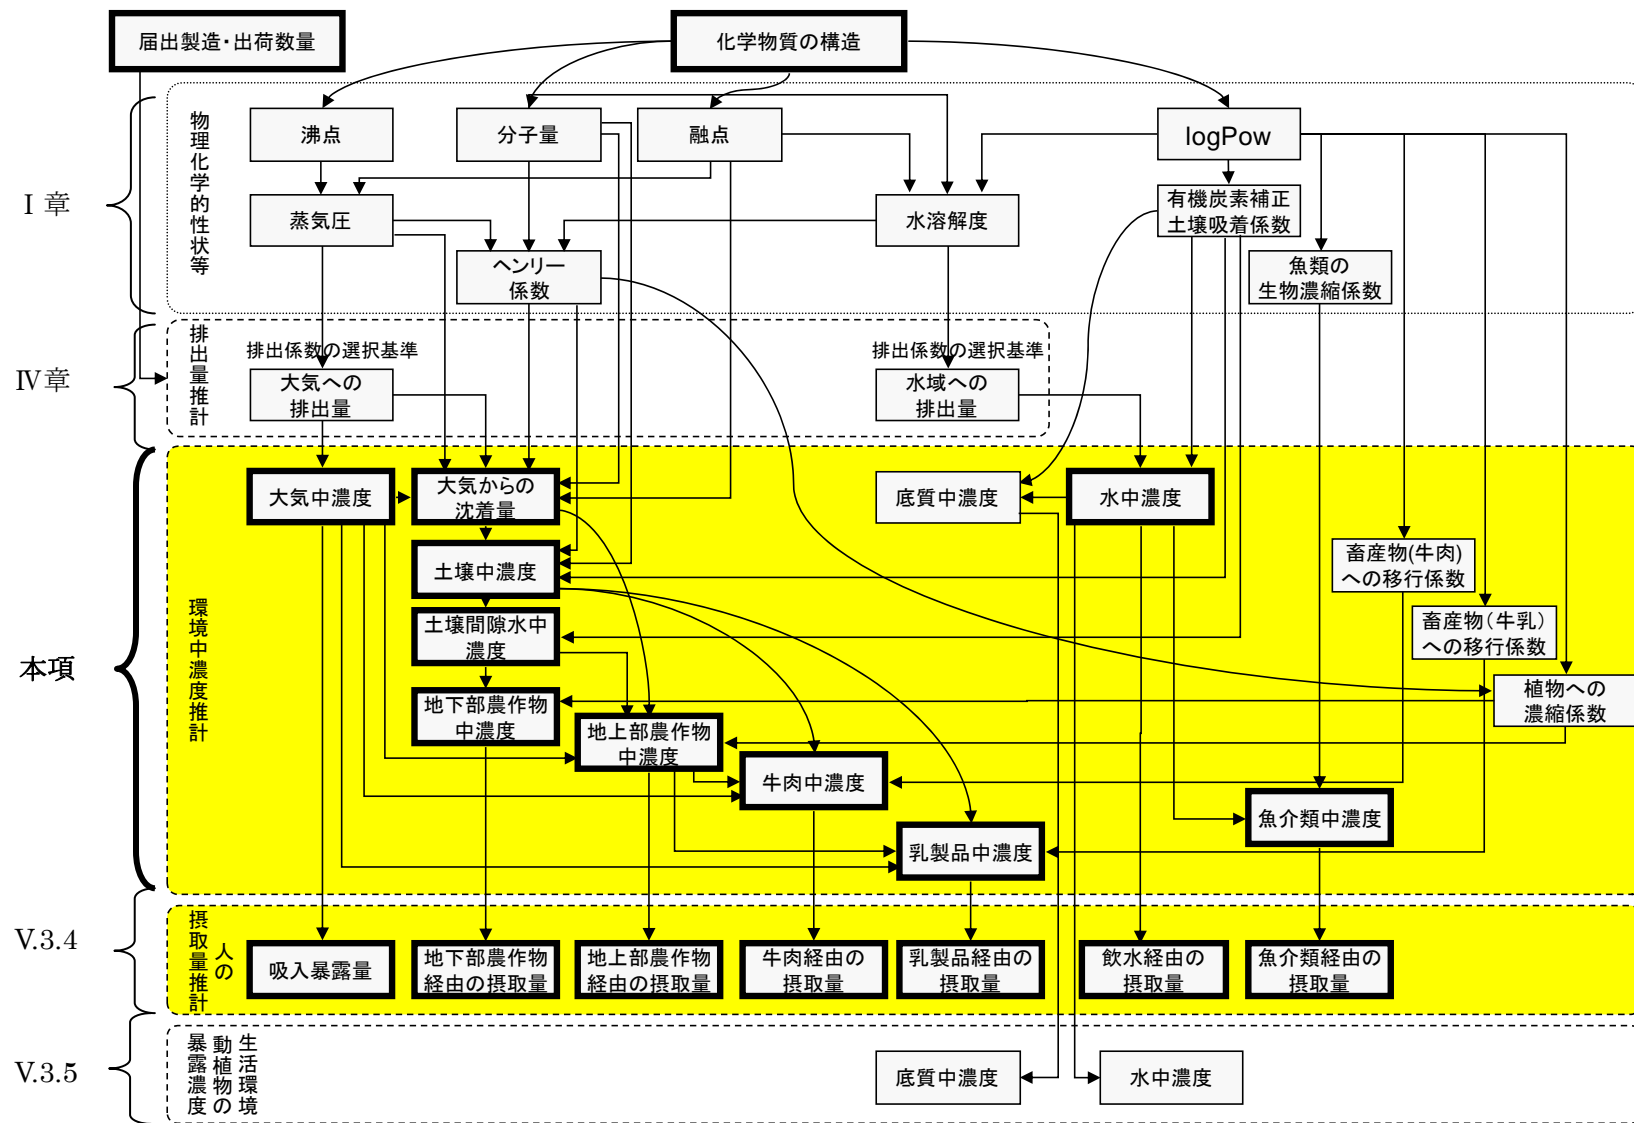 届出製造・出荷数量
化学物質の構造
Ⅰ 章
物理化学的性状等
沸点
分子量
融点
logPow
蒸気圧
水溶解度
有機炭素補正
土壌吸着係数
ヘンリー
係数
魚類の
生物濃縮係数
Ⅳ章
排出量推計
排出係数の選択基準
大気への
排出量
排出係数の選択基準
水域への
排出量
本項
環境中濃度推計
大気中濃度
大気からの
沈着量
底質中濃度
水中濃度
土壌中濃度
畜産物(牛肉)
への移行係数
土壌間隙水中
濃度
畜産物（牛乳）
への移行係数
地下部農作物
中濃度
植物への
濃縮係数
地上部農作物
中濃度
牛肉中濃度
魚介類中濃度
乳製品中濃度
V.3.4
人の
摂取量推計
吸入暴露量
地下部農作物
経由の摂取量
地上部農作物
経由の摂取量
牛肉経由の
摂取量
乳製品経由の
摂取量
飲水経由の
摂取量
魚介類経由の
摂取量
V.3.5
生活環境
動植物の
暴露濃度
底質中濃度
水中濃度